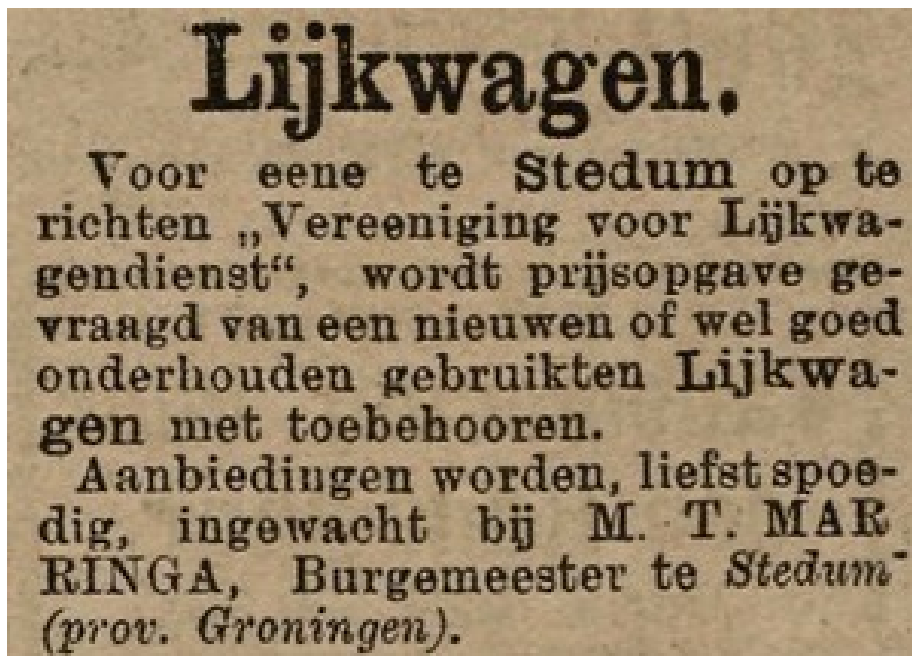 Lijkwagen.
Voor eene te Stedum op te
richten „Vereeniging voor Lijkwa-
gendienst“, wordt prijsopgave ge-
vraagd van een nieuwen of wel goed
onderhouden gebruikten Lijkwa-
gen met toebehooren.
Aanbiedingen worden, liefst spoe-
dig, ingewacht bij M. T. MAR
RINGA, Burgemeester te Stedum-
(prov. Groningen).